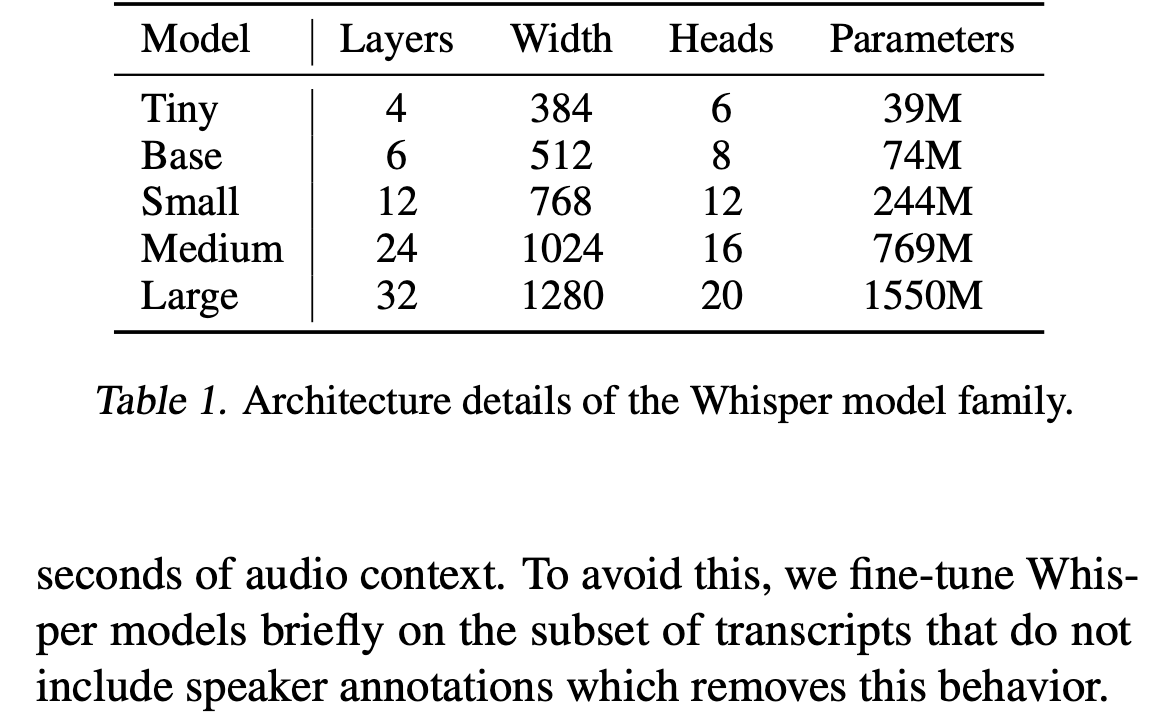 Model Layers Width Heads Parameters
Tiny 4 384 6 39M
Base 6 512 8 74M
Small 12 768 12 244M
Medium 24 1024 16 769M
Large 32 1280 20 1550M
Table 1. Architecture details of the Whisper model family.
seconds of audio context. To avoid this, we fine-tune Whis-
per models briefly on the subset of transcripts that do not
include speaker annotations which removes this behavior.